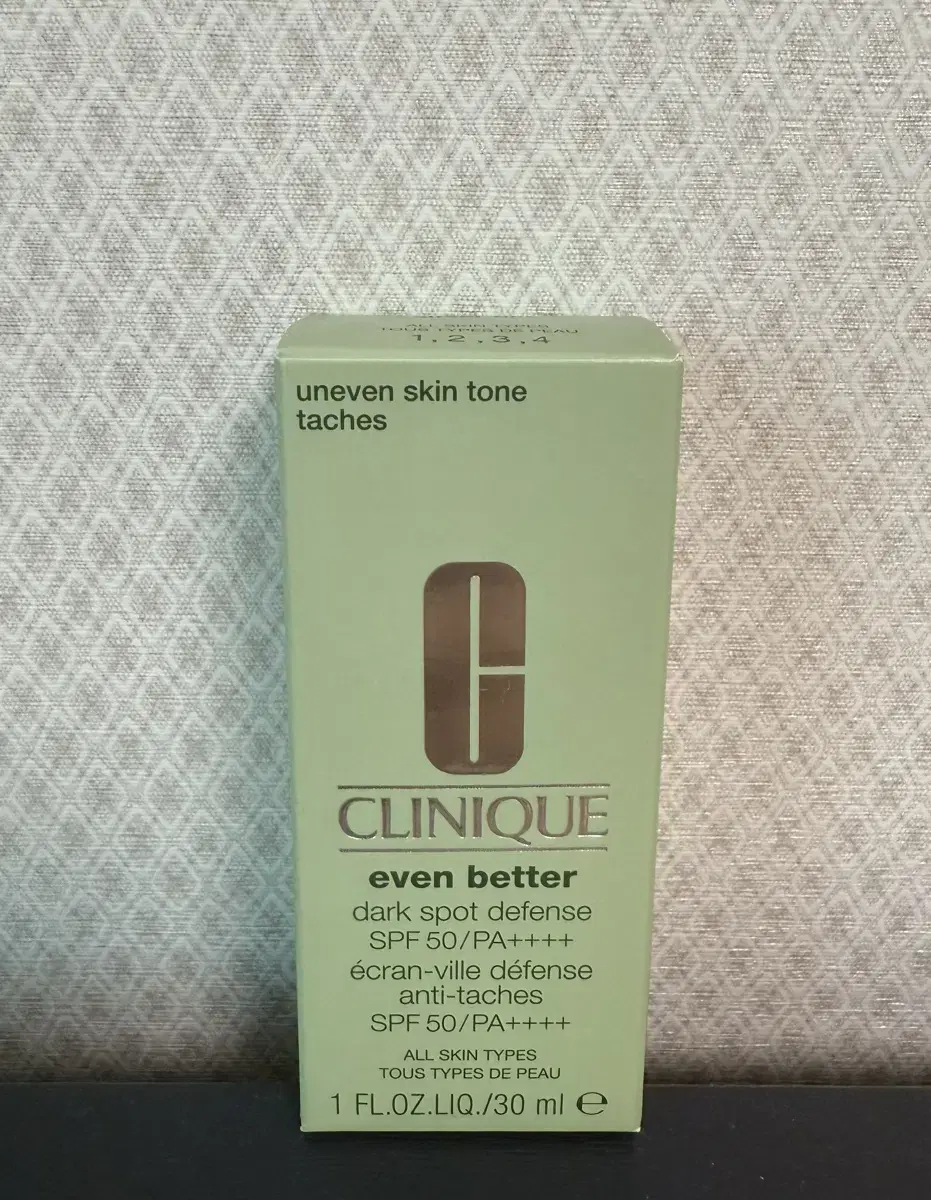 ALL SKIN TYPES
TOUS TYPES DE PEAU
1, 2, 3, 4
uneven skin tone
taches
C
CLINIQUE
even better
dark spot defense
SPF 50/PA++++
écran-ville défense
anti-taches
SPF 50/PA++++
ALL SKIN TYPES
TOUS TYPES DE PEAU
1 FL.OZ.LIQ./30 ml ℮